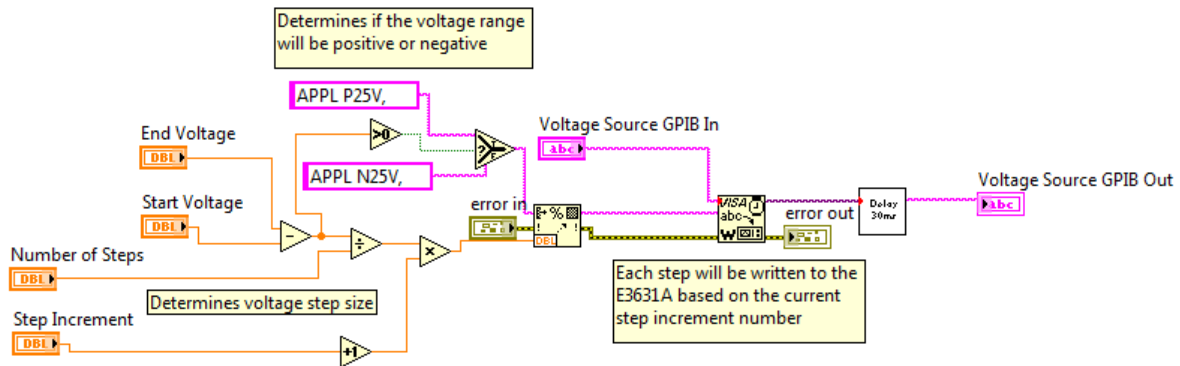 Determines if the voltage range
will be positive or negative
APPL P25V,
>0
End Voltage
DBL
?
T
F
Voltage Source GPIB In
abc
APPL N25V,
Start Voltage
DBL
error in
VISA
abc
W
error out
Delay
30ms
Voltage Source GPIB Out
abc
-
÷
x
%
!
!
DBL
Number of Steps
DBL
Determines voltage step size
Each step will be written to the
E3631A based on the current
step increment number
Step Increment
DBL
+1